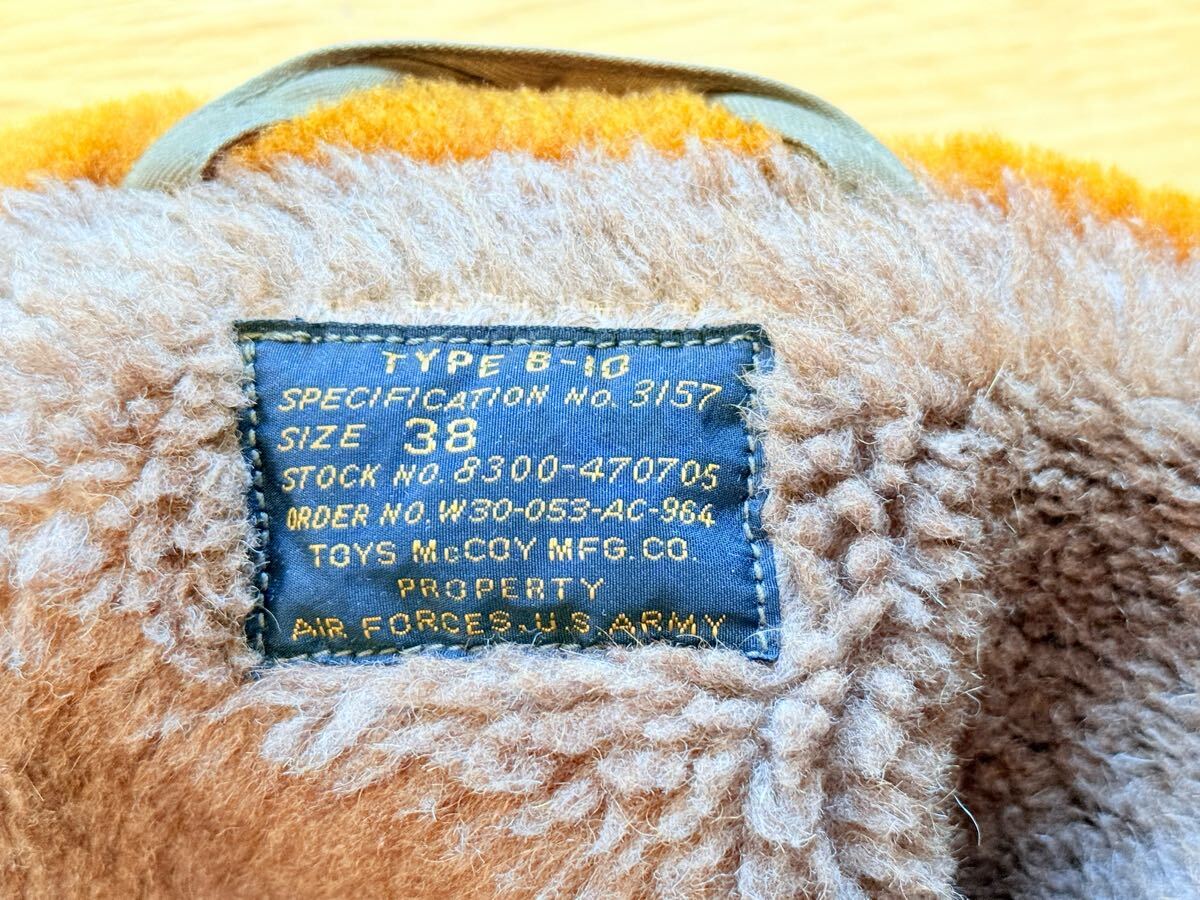 TYPE B-10
SPECIFICATION No. 3157
SIZE 38
STOCK NO. 8300-470705
ORDER NO. W30-053-AC-964
TOYS McCOY MFG. CO.
PROPERTY
AIR FORCES, U.S. ARMY